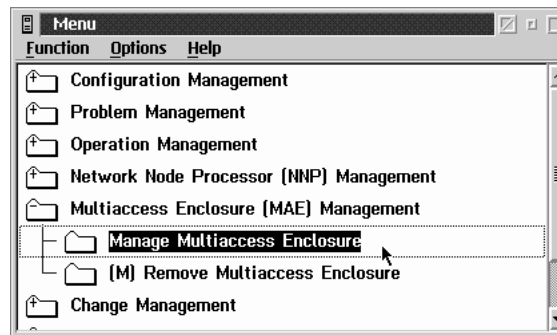 Menu
Function Options Help
Configuration Management
Problem Management
Operation Management
Network Node Processor (NNP) Management
Multiaccess Enclosure (MAE) Management
Manage Multiaccess Enclosure
(M) Remove Multiaccess Enclosure
Change Management